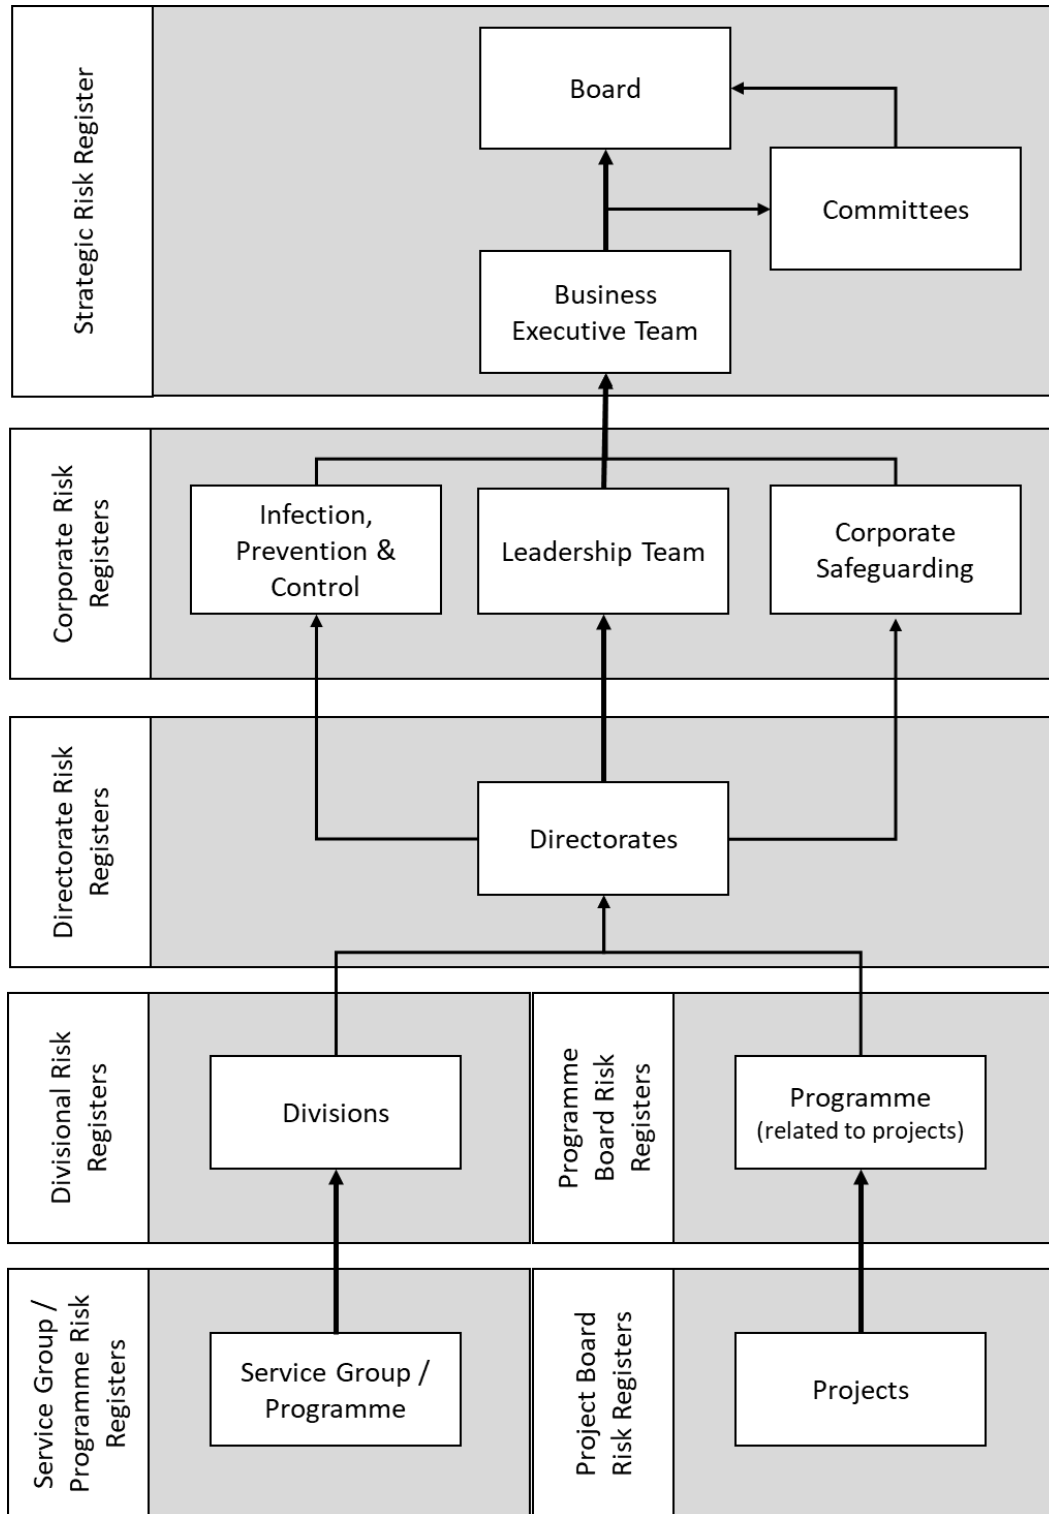 Strategic Risk Register
Board
Committees
Business
Executive Team
Corporate Risk
Registers
Infection,
Prevention &
Control
Leadership Team
Corporate
Safeguarding
Directorate Risk
Registers
Directorates
Divisional Risk
Registers
Divisions
Programme
Board Risk
Registers
Programme
(related to projects)
Service Group /
Programme Risk
Registers
Service Group /
Programme
Project Board
Risk Registers
Projects